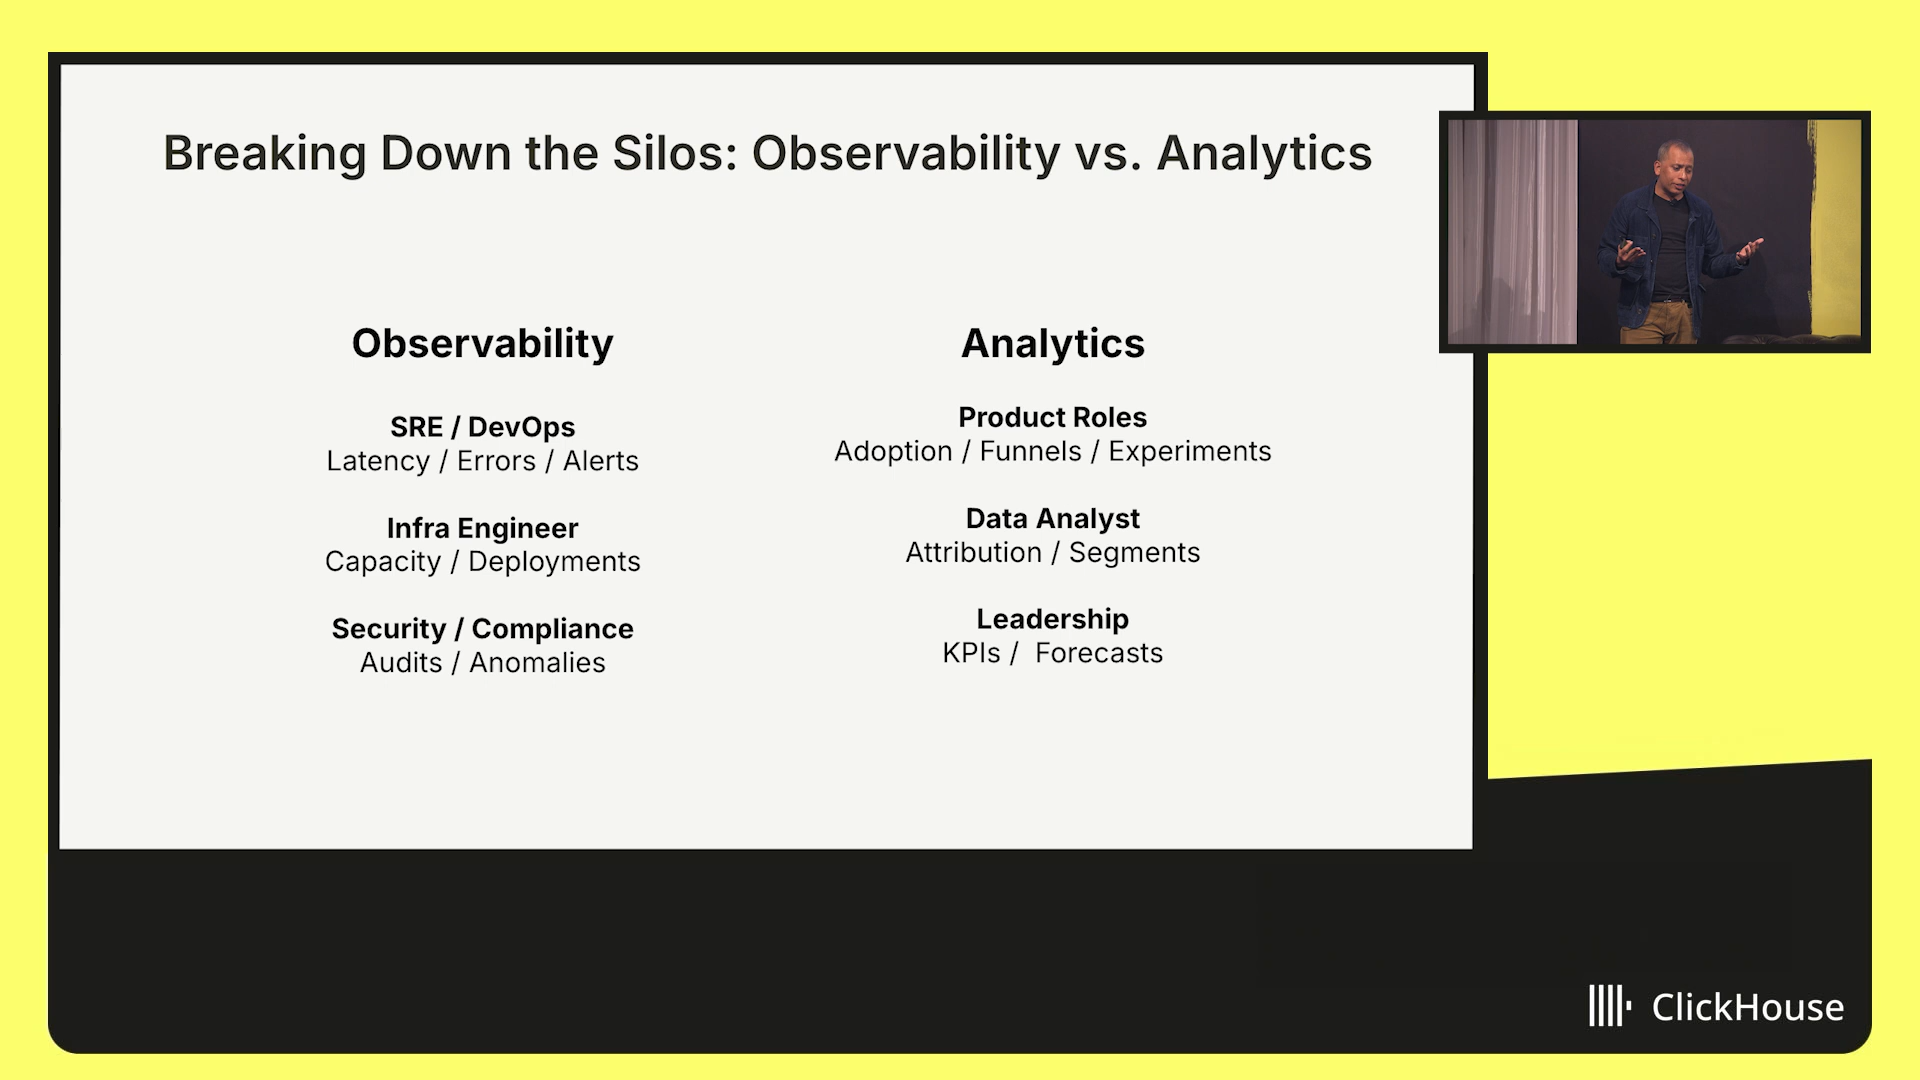 Breaking Down the Silos: Observability vs. Analytics
Observability
SRE / DevOps
Latency / Errors / Alerts
Infra Engineer
Capacity / Deployments
Security / Compliance
Audits / Anomalies
Analytics
Product Roles
Adoption / Funnels / Experiments
Data Analyst
Attribution / Segments
Leadership
KPIs /  Forecasts
ClickHouse